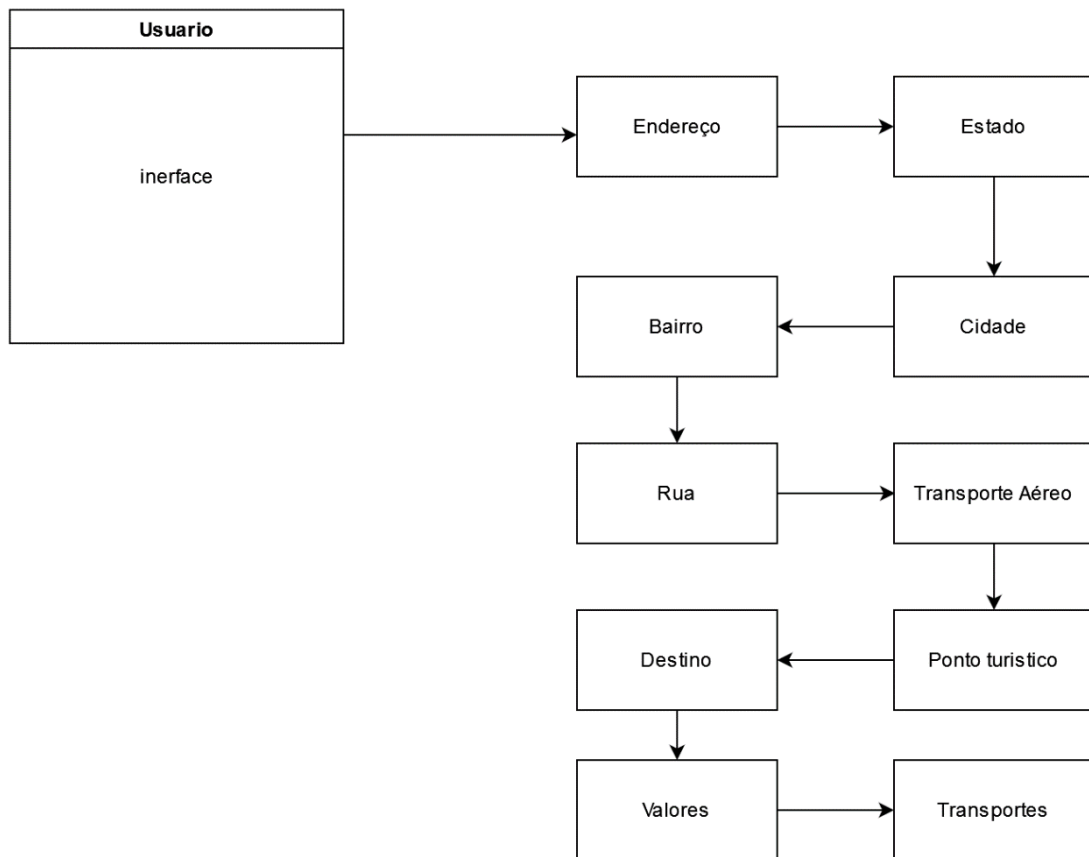 Usuario
inerface
Endereço
Estado
Cidade
Bairro
Rua
Transporte Aéreo
Ponto turistico
Destino
Valores
Transportes